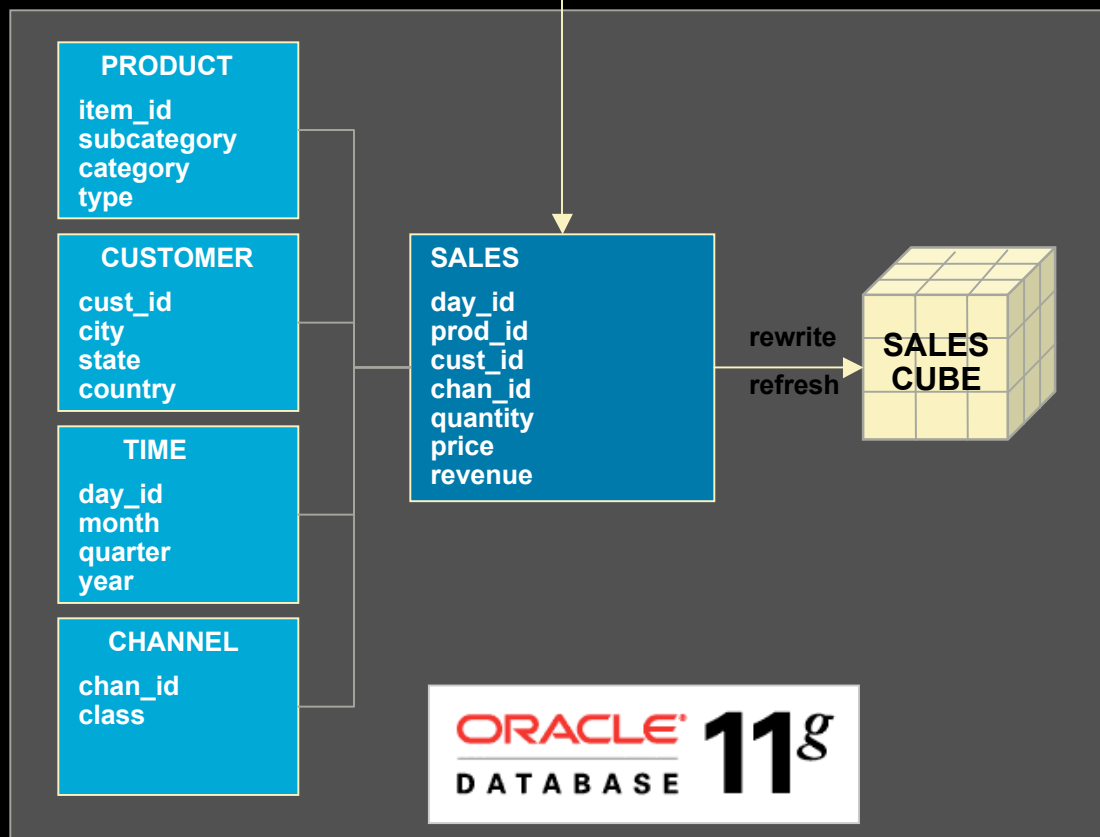 PRODUCT
item_id
subcategory
category
type
CUSTOMER
cust_id
city
state
country
TIME
day_id
month
quarter
year
CHANNEL
chan_id
class
SALES
day_id
prod_id
cust_id
chan_id
quantity
price
revenue
rewrite
refresh
SALES
CUBE
ORACLE
DATABASE
11g